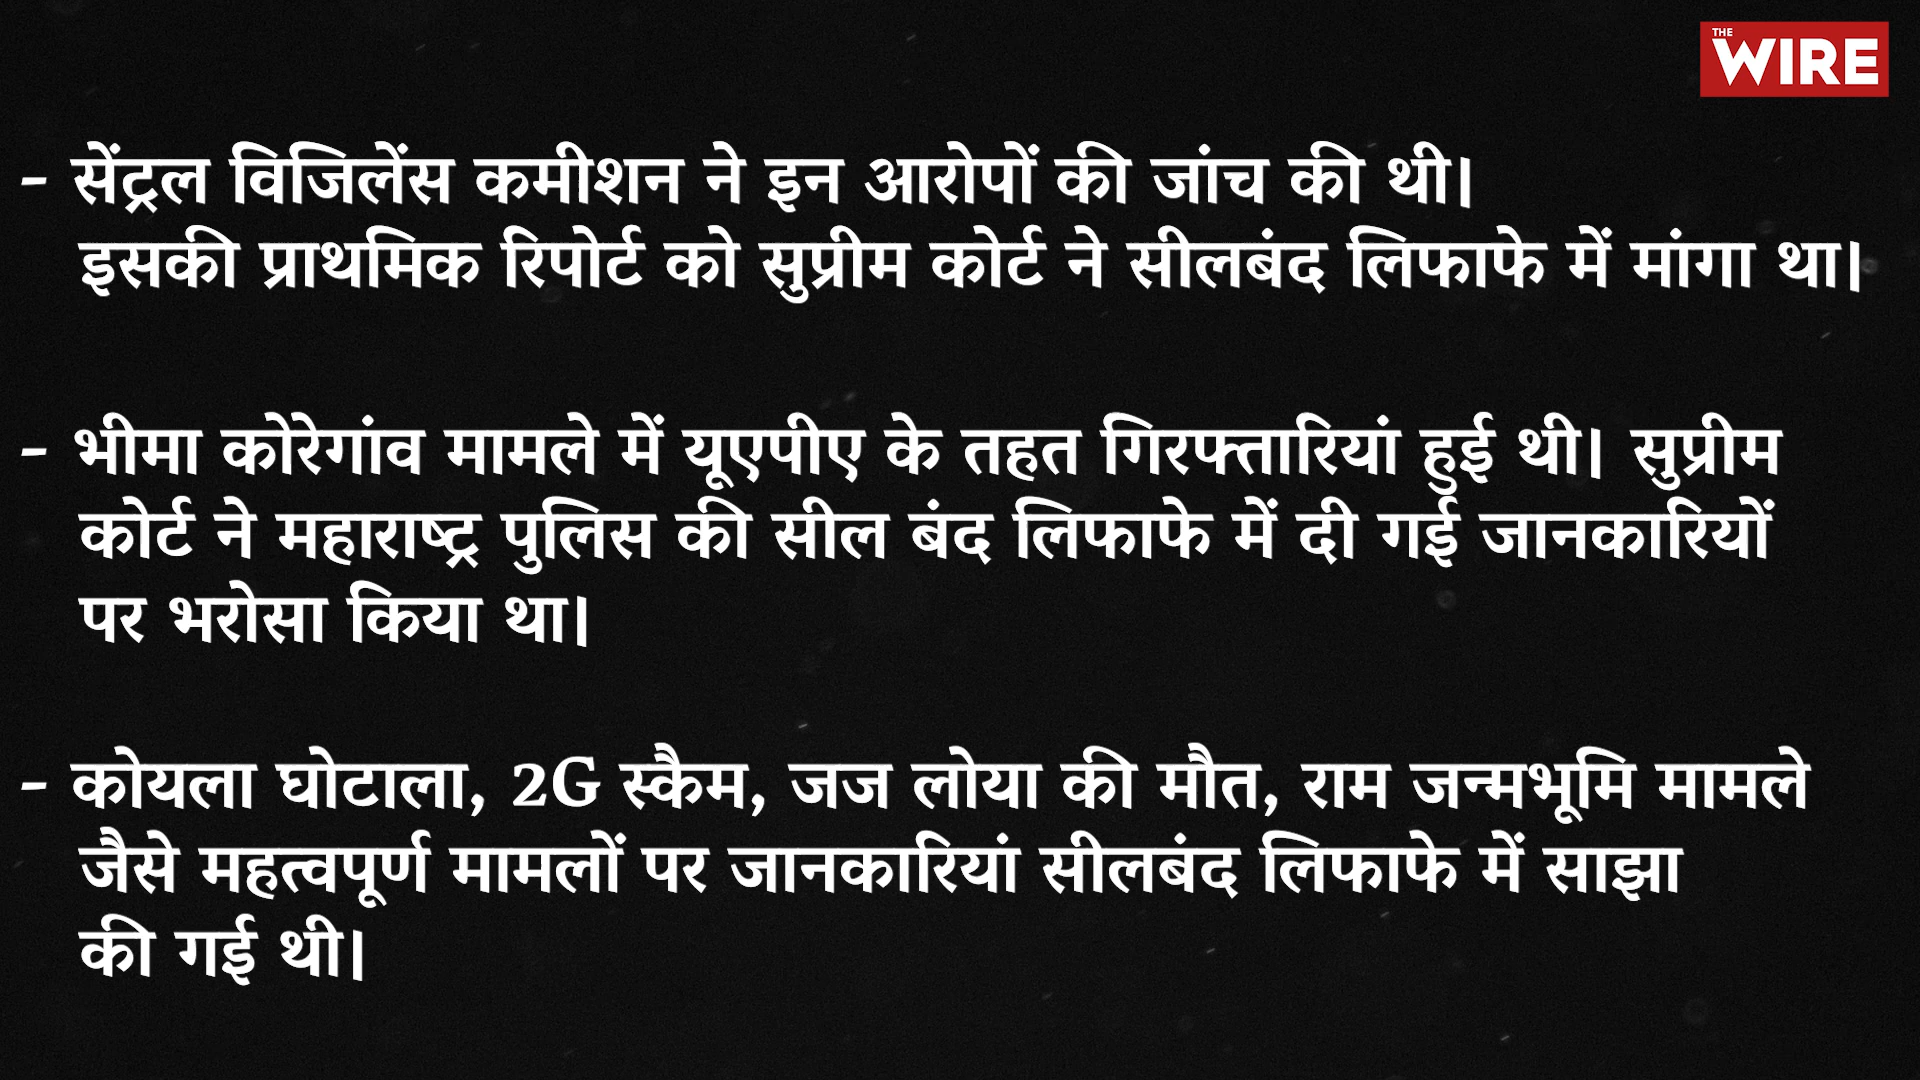 THE
WIRE
- सेंट्रल विजिलेंस कमीशन ने इन आरोपों की जांच की थी।
इसकी प्राथमिक रिपोर्ट को सुप्रीम कोर्ट ने सीलबंद लिफाफे में मांगा था।
- भीमा कोरेगांव मामले में यूएपीए के तहत गिरफ्तारियां हुई थी। सुप्रीम
कोर्ट ने महाराष्ट्र पुलिस की सील बंद लिफाफे में दी गई जानकारियों
पर भरोसा किया था।
- कोयला घोटाला, 2G स्कैम, जज लोया की मौत, राम जन्मभूमि मामले
जैसे महत्वपूर्ण मामलों पर जानकारियां सीलबंद लिफाफे में साझा
की गई थी।